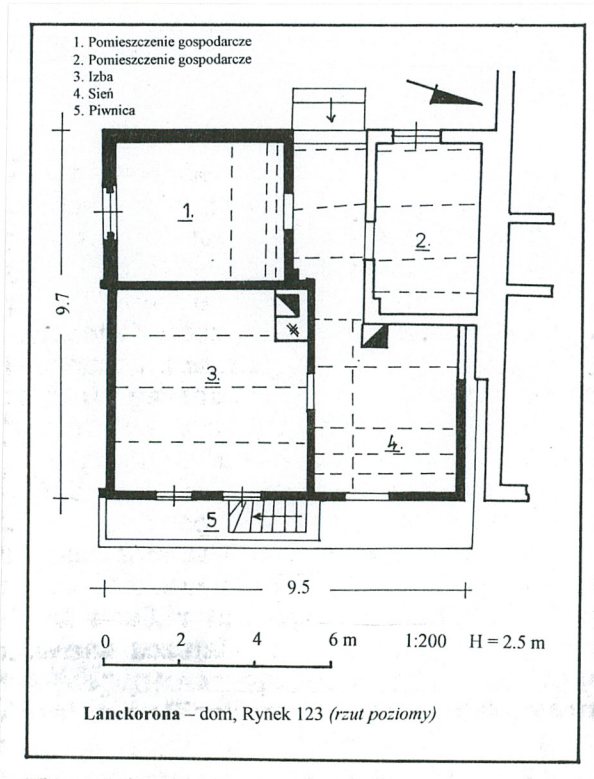 1. Pomieszczenie gospodarcze
2. Pomieszczenie gospodarcze
3. Izba
4. Sień
5. Piwnica
1.
2.
9.7
3.
4.
5
9.5
0 2 4 6 m 1:200 H = 2.5 m
Lanckorona – dom, Rynek 123 (rzut poziomy)